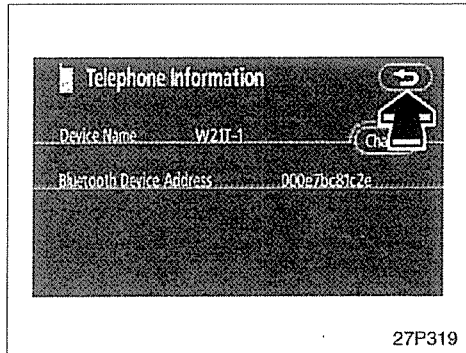 Telephone Information
Device Name W21T-1
Bluetooth Device Address 000e7bc81c2e
27P319